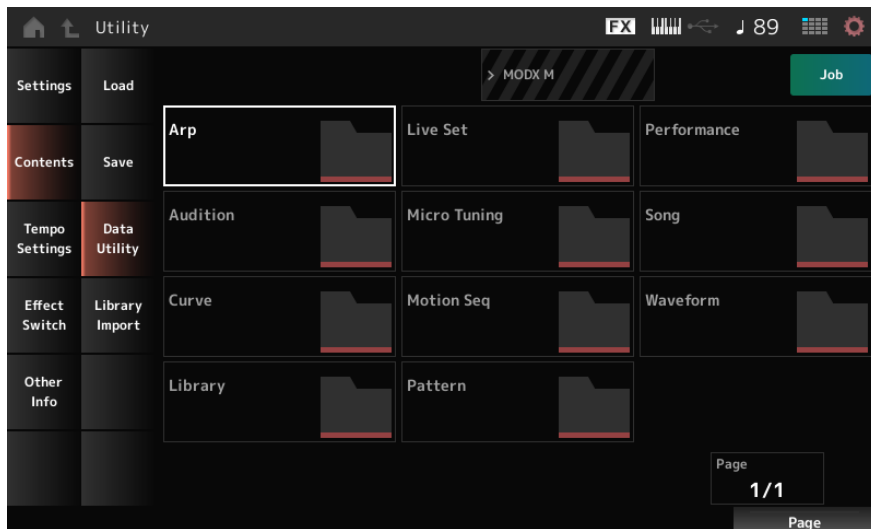 Utility
FX
89
Settings
Load
> MODX M
Job
Arp
Live Set
Performance
Contents
Save
Audition
Micro Tuning
Song
Tempo
Settings
Data
Utility
Curve
Motion Seq
Waveform
Effect
Switch
Library
Import
Library
Pattern
Other
Info
Page
1/1
Page